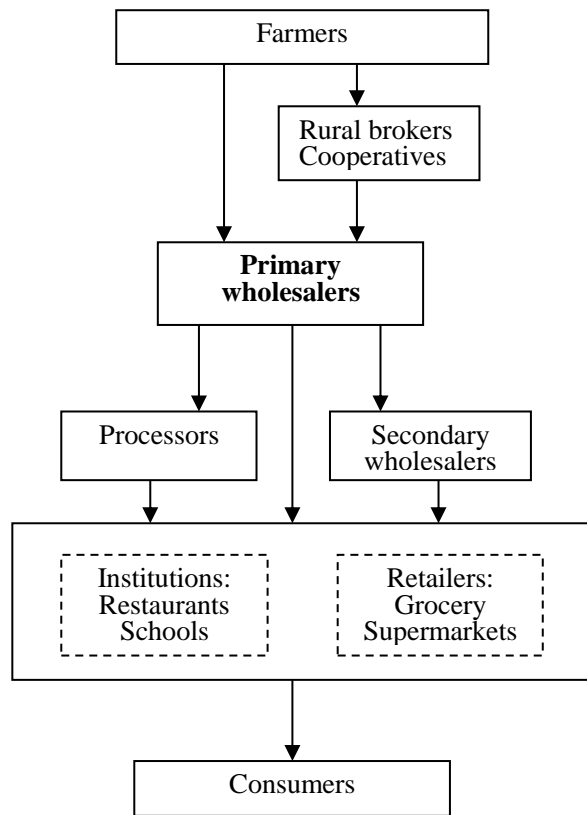 Farmers
Rural brokers
Cooperatives
Primary
wholesalers
Processors
Secondary
wholesalers
Institutions:
Restaurants
Schools
Retailers:
Grocery
Supermarkets
Consumers